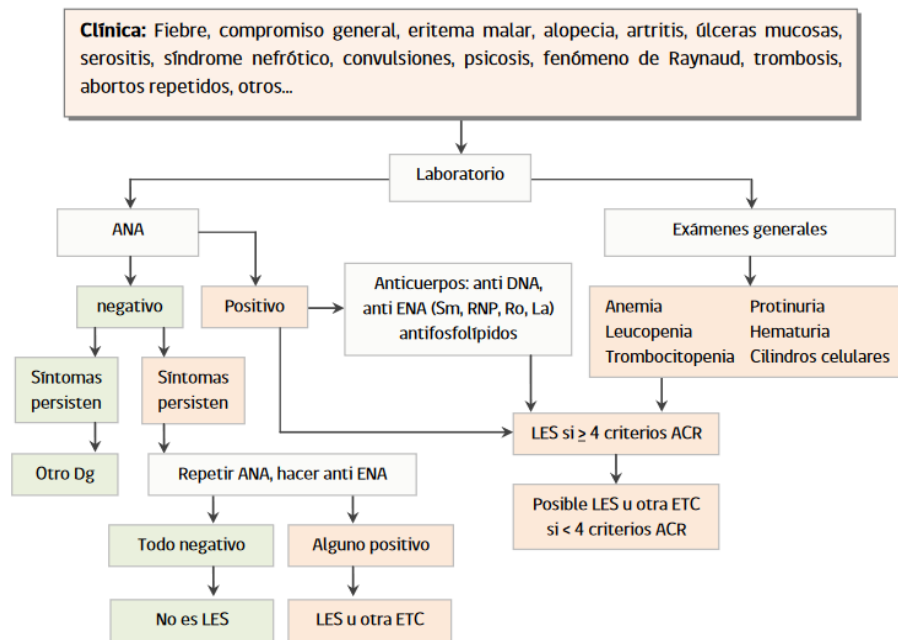 Clínica: Fiebre, compromiso general, eritema malar, alopecia, artritis, úlceras mucosas,
serositis, síndrome nefrótico, convulsiones, psicosis, fenómeno de Raynaud, trombosis,
abortos repetidos, otros...
Laboratorio
ANA
Exámenes generales
negativo
Positivo
Anticuerpos: anti DNA,
anti ENA (Sm, RNP, Ro, La)
antifosfolípidos
Anemia
Leucopenia
Trombocitopenia
Protinuria
Hematuria
Cilindros celulares
Síntomas
persisten
Síntomas
persisten
LES si ≥ 4 criterios ACR
Otro Dg
Repetir ANA, hacer anti ENA
Posible LES u otra ETC
si < 4 criterios ACR
Todo negativo
Alguno positivo
No es LES
LES u otra ETC